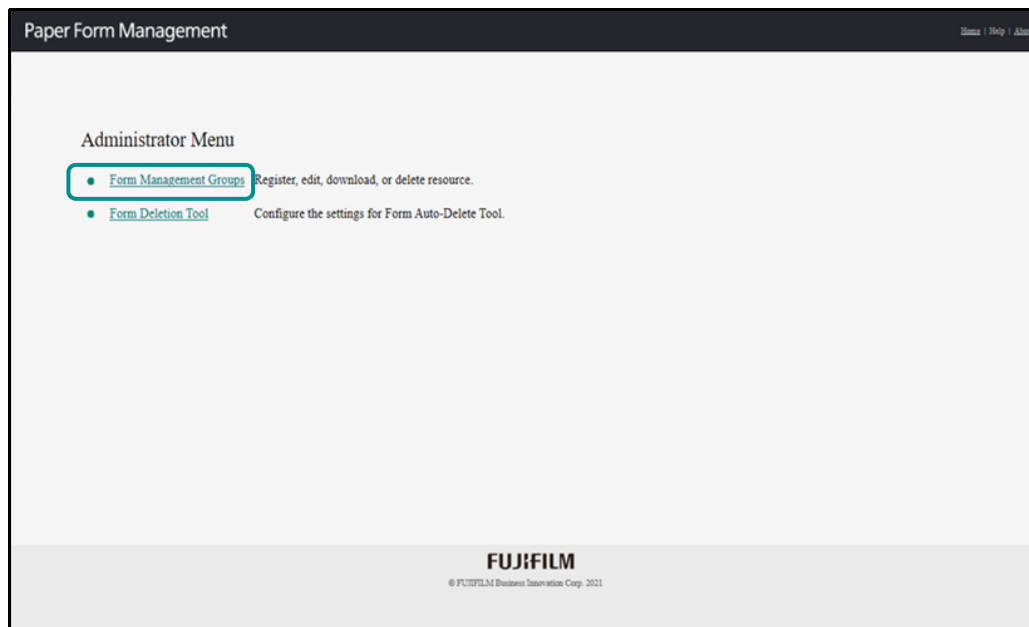 Paper Form Management
Home | Help | Abou
Administrator Menu
Form Management Groups Register, edit, download, or delete resource.
Form Deletion Tool Configure the settings for Form Auto-Delete Tool.
FUJIFILM
© FUJIFILM Business Innovation Corp. 2021